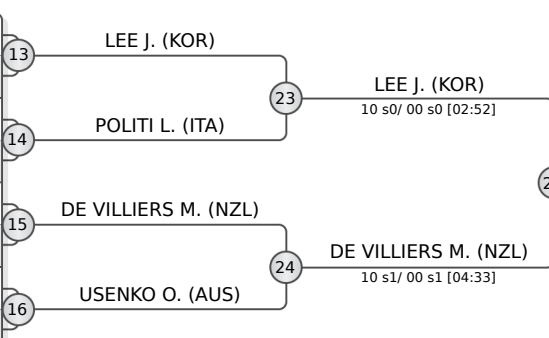 LEE J. (KOR)
13
LEE J. (KOR)
23
10 s0/ 00 s0 [02:52]
POLITI L. (ITA)
14
DE VILLIERS M. (NZL)
15
DE VILLIERS M. (NZL)
24
10 s1/ 00 s1 [04:33]
USENKO O. (AUS)
16